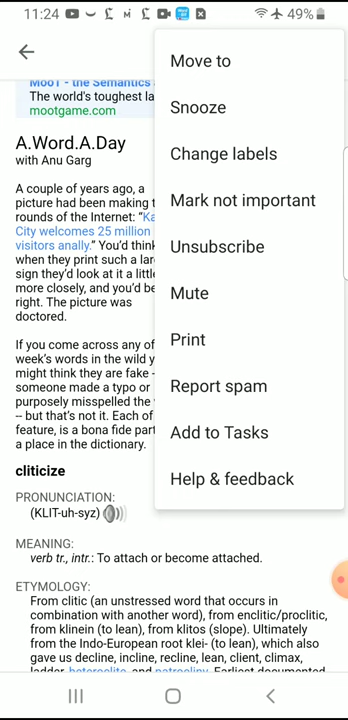 11:24
49%
Move to
Snooze
Change labels
Mark not important
Unsubscribe
Mute
Print
Report spam
Add to Tasks
Help & feedback
Moot - the Semantics
The world's toughest la
mootgame.com
A.Word.A.Day
with Anu Garg
A couple of years ago, a
picture had been making t
rounds of the Internet: “Ka
City welcomes 25 million
visitors anally.” You'd think
when they print such a lar
sign they'd look at it a little
more closely, and you'd be
right. The picture was
doctored.
If you come across any of
week's words in the wild y
might think they are fake -
someone made a typo or
purposely misspelled the
-- but that's not it. Each of
feature, is a bona fide part
a place in the dictionary.
cliticize
PRONUNCIATION:
(KLIT-uh-syz)
MEANING:
verb tr., intr.: To attach or become attached.
ETYMOLOGY:
From clitic (an unstressed word that occurs in
combination with another word), from enclitic/proclitic,
from klinein (to lean), from klitos (slope). Ultimately
from the Indo-European root klei- (to lean), which also
gave us decline, incline, recline, lean, client, climax,
ladder, heteroclite, and patrocliny. Earliest documented